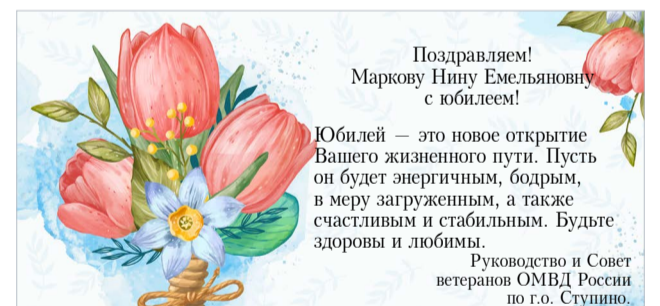 Поздравляем!
Маркову Нину Емельяновну
с юбилеем!
Юбилей — это новое открытие
Вашего жизненного пути. Пусть
он будет энергичным, бодрым,
в меру загруженным, а также
счастливым и стабильным. Будьте
здоровы и любимы.
Руководство и Совет
ветеранов ОМВД России
по г.о. Ступино.